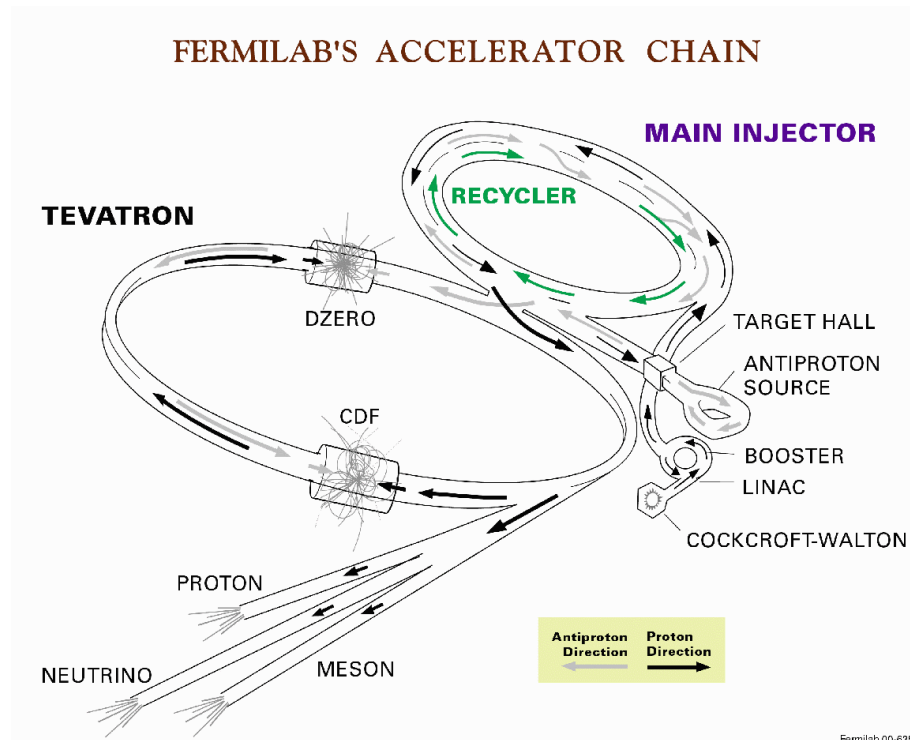 FERMILAB'S ACCELERATOR CHAIN
MAIN INJECTOR
RECYCLER
TEVATRON
DZERO
TARGET HALL
ANTIPROTON
SOURCE
CDF
BOOSTER
LINAC
COCKCROFT-WALTON
PROTON
NEUTRINO
MESON
Antiproton
Direction
Proton
Direction
Fermilab